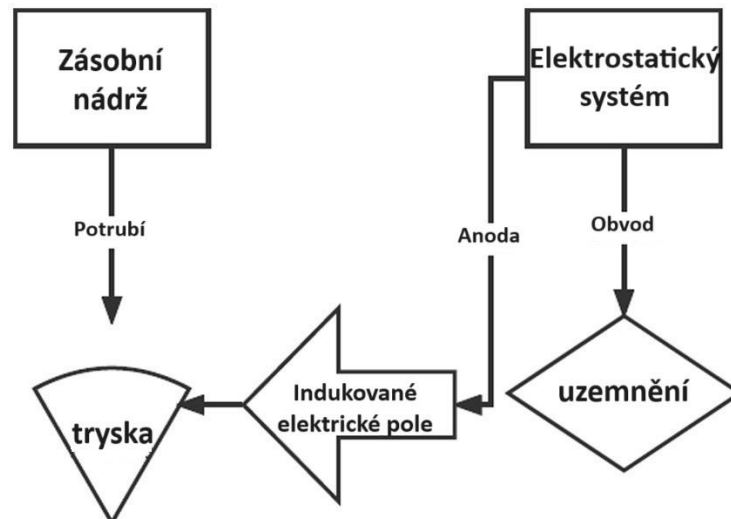 Zásobní
nádrž
Elektrostatický
systém
Potrubí
Anoda
Obvod
Indukované
elektrické pole
tryska
uzemnění